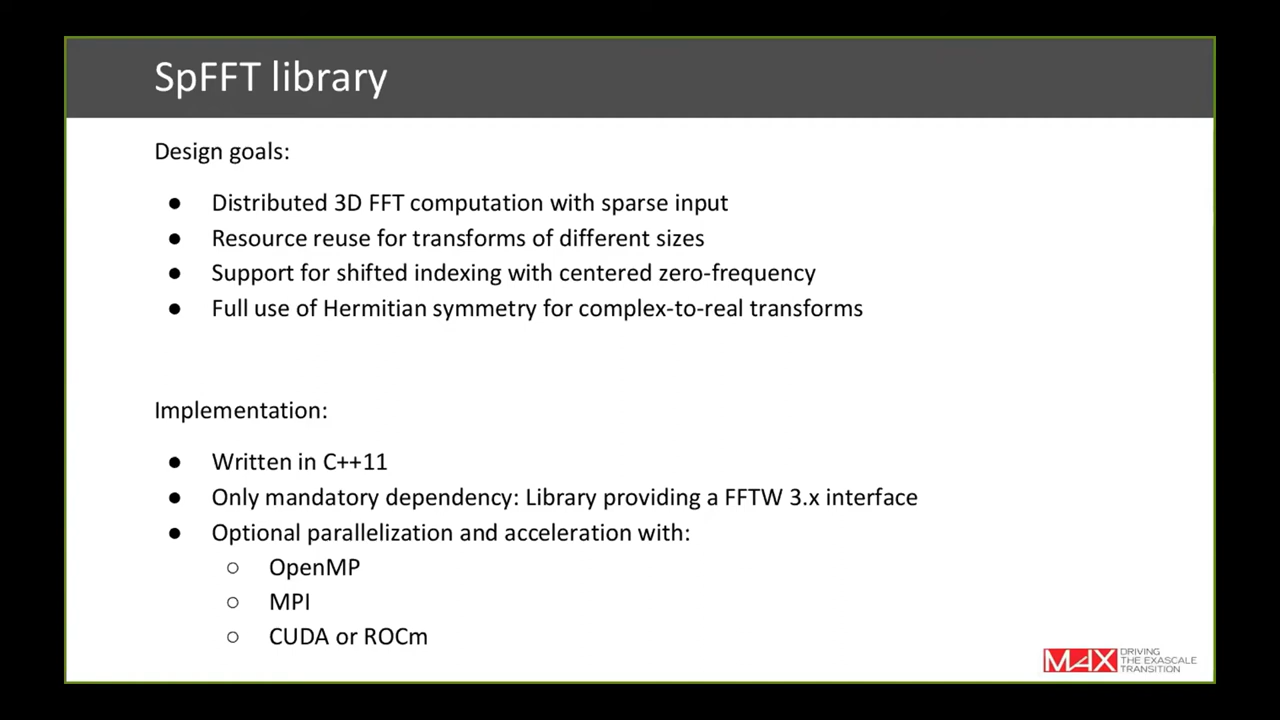 SpFFT library
Design goals:
● Distributed 3D FFT computation with sparse input
● Resource reuse for transforms of different sizes
● Support for shifted indexing with centered zero-frequency
● Full use of Hermitian symmetry for complex-to-real transforms
Implementation:
● Written in C++11
● Only mandatory dependency: Library providing a FFTW 3.x interface
● Optional parallelization and acceleration with:
○ OpenMP
○ MPI
○ CUDA or ROCm
MAX
DRIVING
THE EXASCALE
TRANSITION